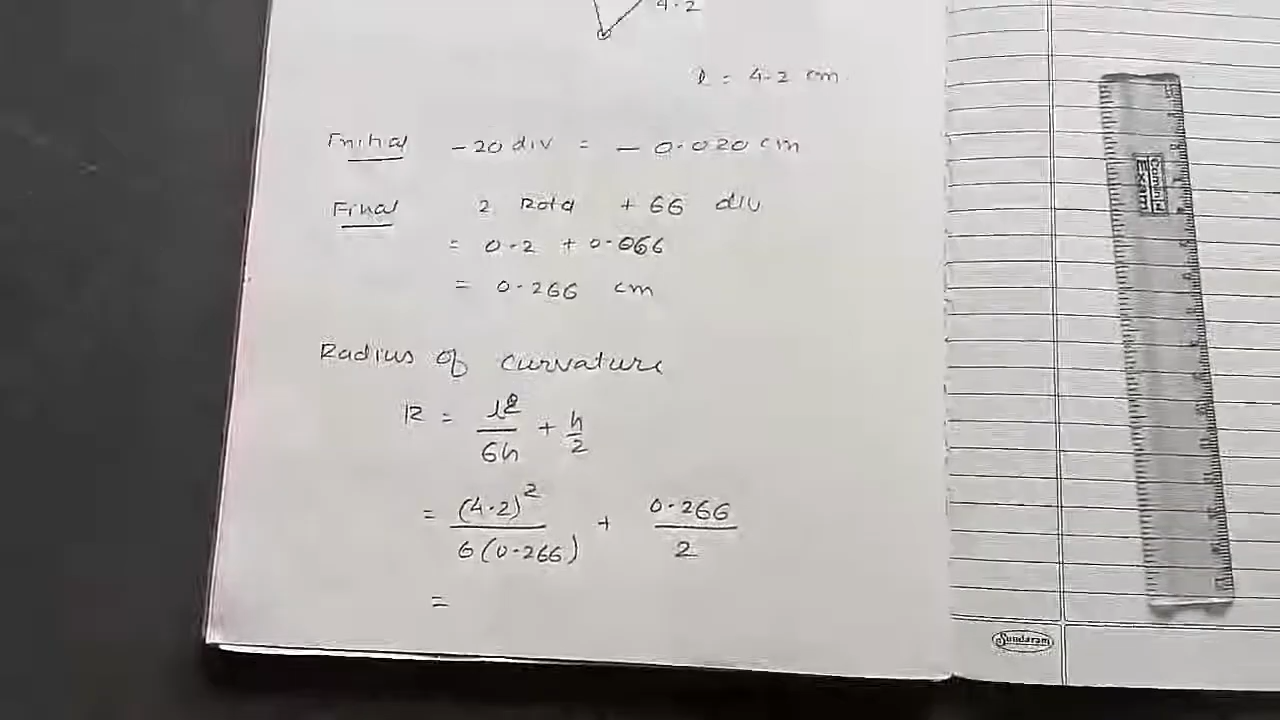 4.2
l = 4.2 cm.
Initial -20 div = - 0.020 cm
Final 2 Rota + 66 div
= 0.2 + 0.066
= 0.266 cm
Radius of curvature
R = l²/6h + h/2
= (4.2)²/6(0.266) + 0.266/2
=
Exam
Sundaram